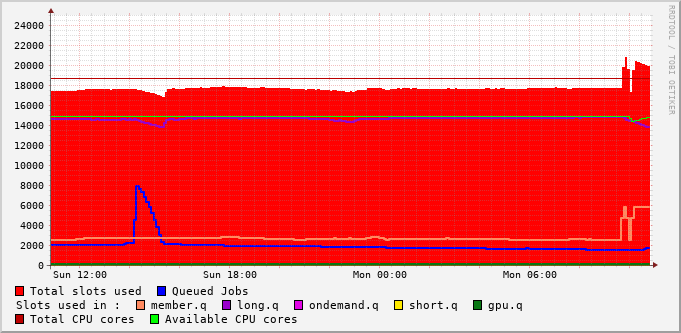 RRDTOOL / TOBI OETIKER
24000
22000
20000
18000
16000
14000
12000
10000
8000
6000
4000
2000
0
Sun 12:00 Sun 18:00 Mon 00:00 Mon 06:00
Total slots used Queued Jobs
Slots used in : member.q long.q ondemand.q short.q gpu.q
Total CPU cores Available CPU cores